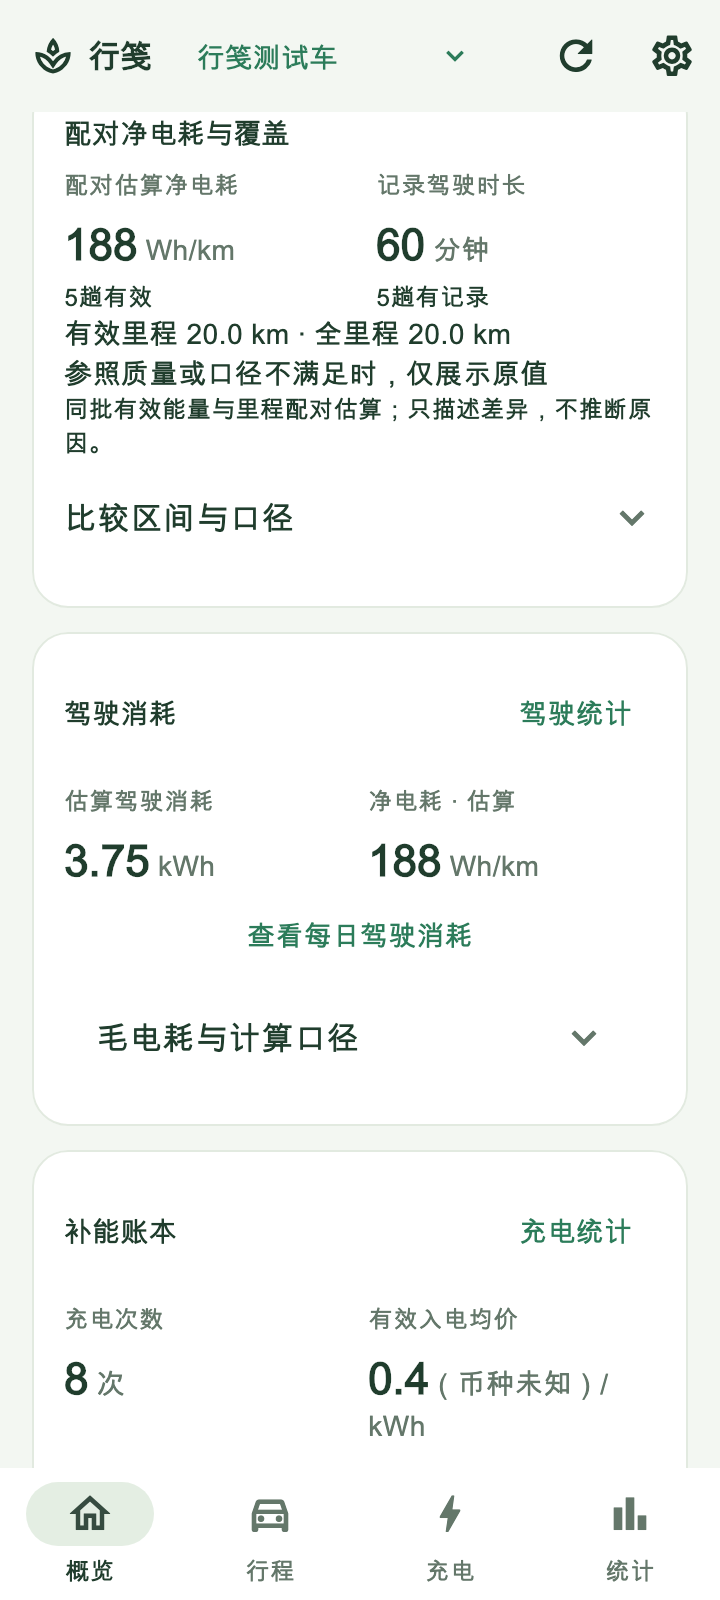 行笺 行笺测试车
配对净电耗与覆盖
配对估算净电耗 记录驾驶时长
188 Wh/km 60 分钟
5趟有效 5趟有记录
有效里程 20.0 km · 全里程 20.0 km
参照质量或口径不满足时，仅展示原值
同批有效能量与里程配对估算；只描述差异，不推断原
因。
比较区间与口径
驾驶消耗 驾驶统计
估算驾驶消耗 净电耗 · 估算
3.75 kWh 188 Wh/km
查看每日驾驶消耗
毛电耗与计算口径
补能账本 充电统计
充电次数 有效入电均价
8 次 0.4（币种未知）/
kWh
概览 行程 充电 统计